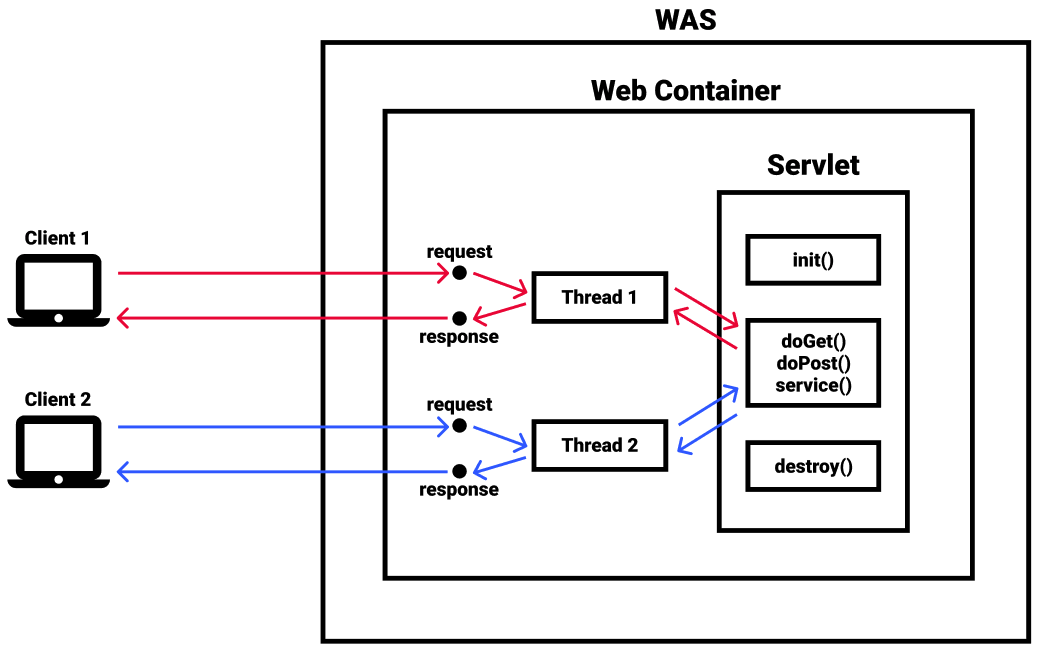 WAS
Web Container
Servlet
Client 1
request
response
Thread 1
init()
doGet()
doPost()
service()
Client 2
request
response
Thread 2
destroy()